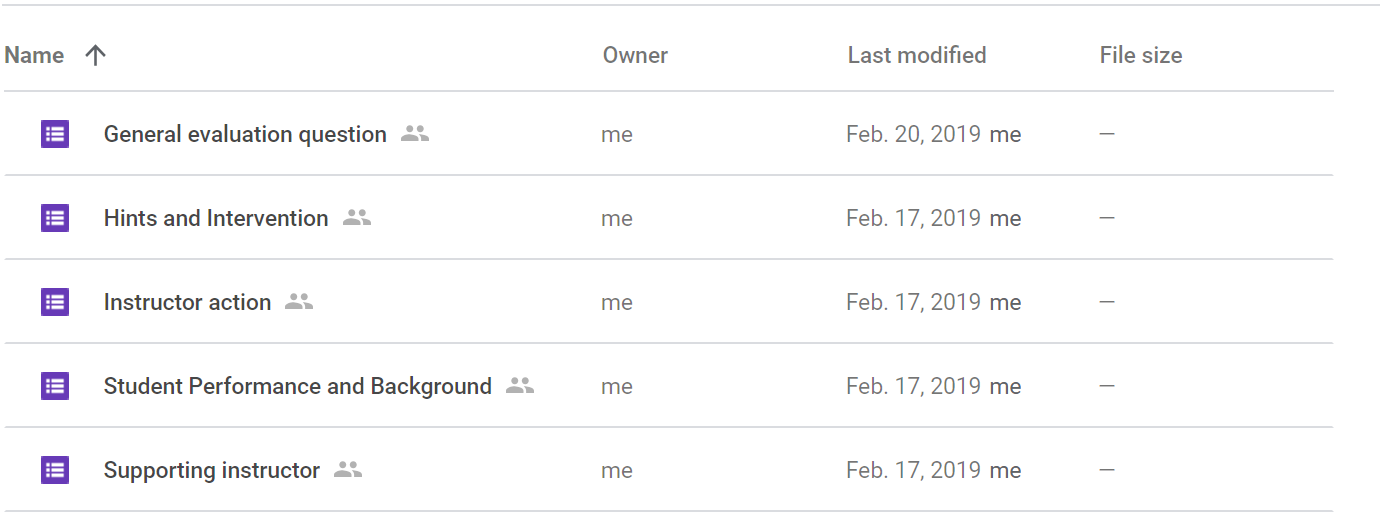 Name Owner Last modified File size
General evaluation question me Feb. 20, 2019 me —
Hints and Intervention me Feb. 17, 2019 me —
Instructor action me Feb. 17, 2019 me —
Student Performance and Background me Feb. 17, 2019 me —
Supporting instructor me Feb. 17, 2019 me —